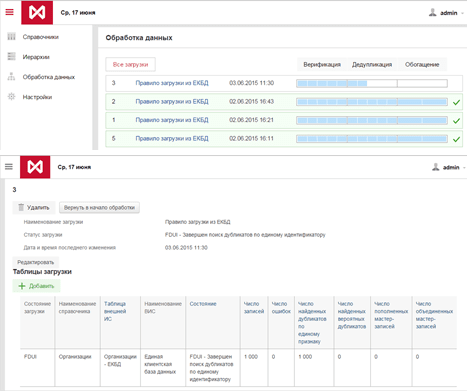 Ср, 17 июня
admin
Справочники
Иерархии
Обработка данных
Настройки
Обработка данных
Все загрузки
Верификация Дедупликация Обогащение
3 Правило загрузки из ЕКБД 03.06.2015 11:30
2 Правило загрузки из ЕКБД 02.06.2015 16:43
1 Правило загрузки из ЕКБД 02.06.2015 16:21
5 Правило загрузки из ЕКБД 02.06.2015 16:11
Ср, 17 июня
admin
3
Удалить Вернуть в начало обработки
Наименование загрузки Правило загрузки из ЕКБД
Статус загрузки FDUI - Завершен поиск дубликатов по единому идентификатору
Дата и время последнего изменения 03.06.2015 11:30
Редактировать
Таблицы загрузки
+ Добавить
Состояние загрузки
Наименование справочника
Таблица внешней ИС
Наименование ВИС
Состояние
Число записей
Число ошибок
Число найденных дубликатов по единому признаку
Число найденных вероятных дубликатов
Число пополненных мастер-записей
Число объединенных мастер-записей
FDUI
Организации
Организации - ЕКБД
Единая клиентская база данных
FDUI - Завершен поиск дубликатов по единому идентификатору
1 000
0
1 000
0
0
0